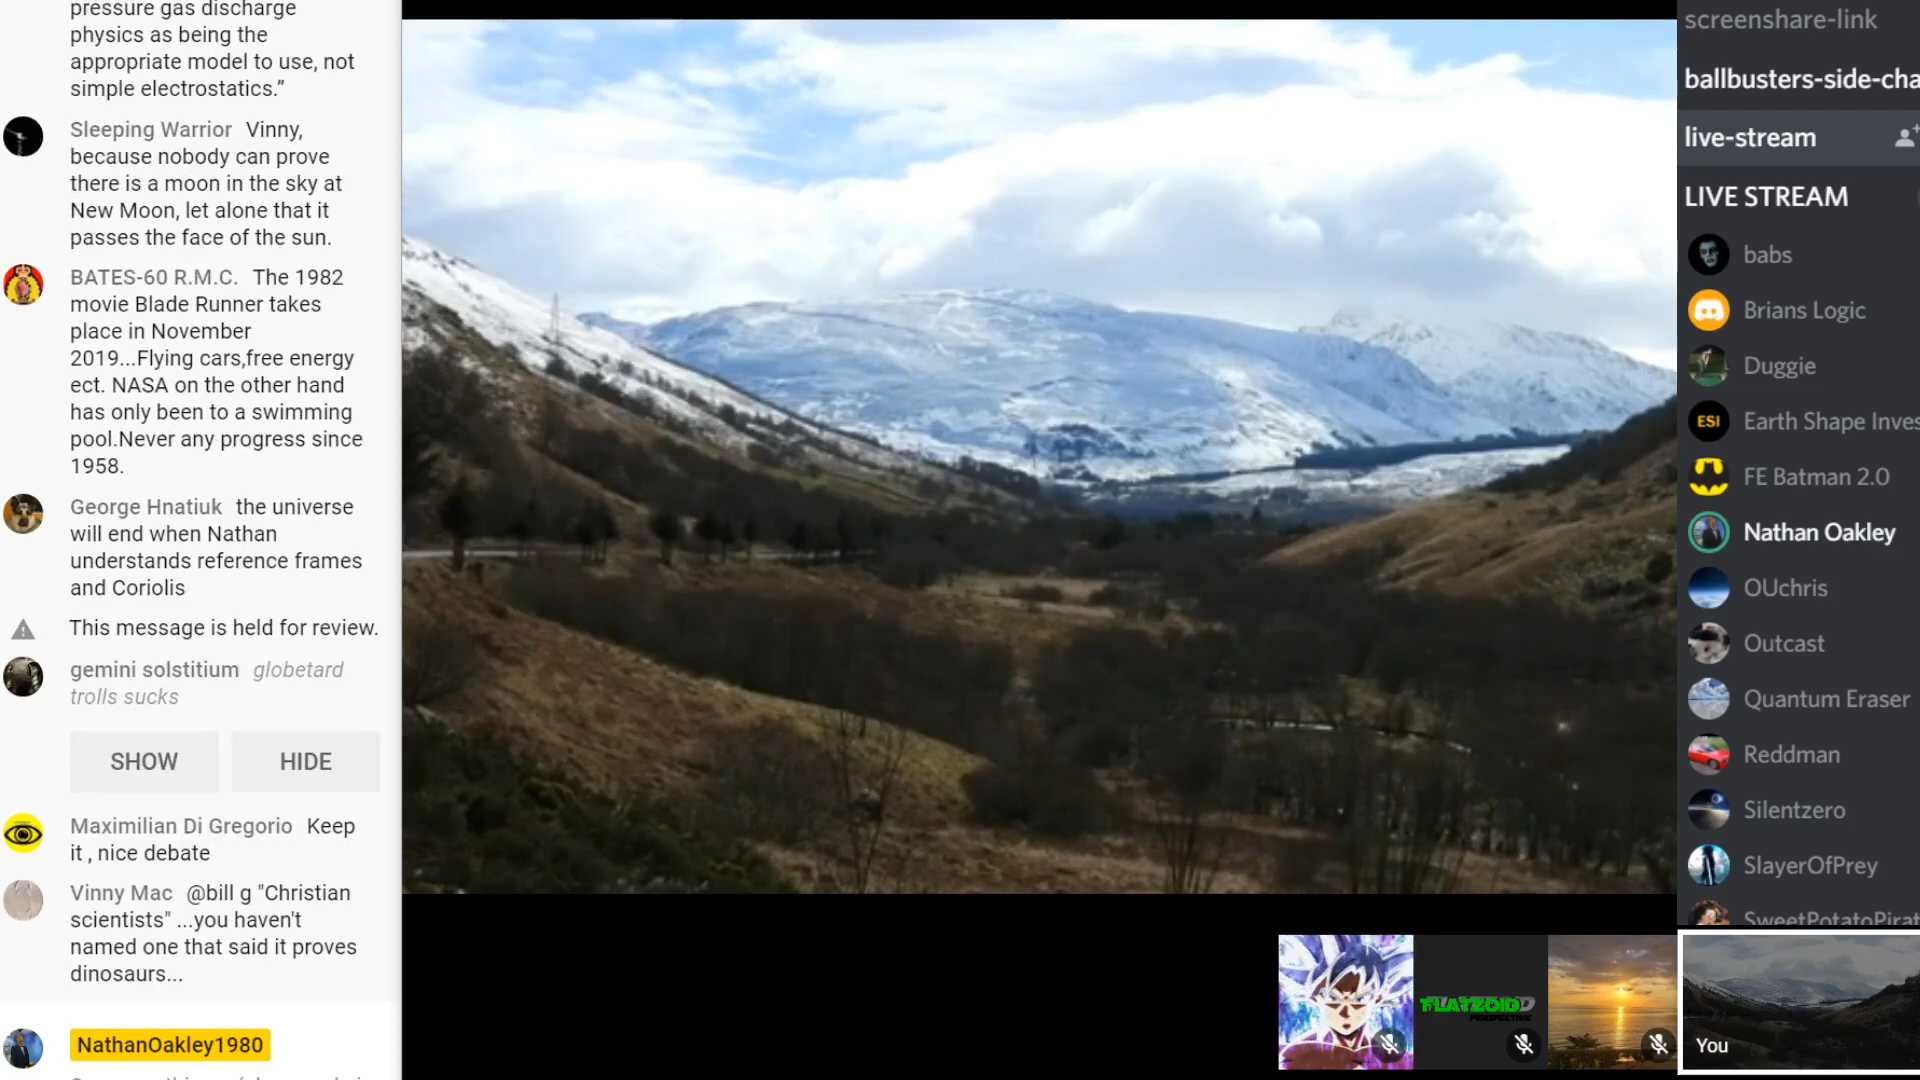 pressure gas discharge
physics as being the
appropriate model to use, not
simple electrostatics.”
Sleeping Warrior Vinny,
because nobody can prove
there is a moon in the sky at
New Moon, let alone that it
passes the face of the sun.
BATES-60 R.M.C. The 1982
movie Blade Runner takes
place in November
2019...Flying cars,free energy
ect. NASA on the other hand
has only been to a swimming
pool.Never any progress since
1958.
George Hnatiuk the universe
will end when Nathan
understands reference frames
and Coriolis
This message is held for review.
gemini solstitium globetard
trolls sucks
SHOW HIDE
Maximilian Di Gregorio Keep
it , nice debate
Vinny Mac @bill g "Christian
scientists" ...you haven't
named one that said it proves
dinosaurs...
NathanOakley1980
screenshare-link
ballbusters-side-cha
live-stream
LIVE STREAM
babs
Brians Logic
Duggie
ESI Earth Shape Inves
FE Batman 2.0
Nathan Oakley
OUchris
Outcast
Quantum Eraser
Reddman
Silentzero
SlayerOfPrey
SweetPotatoPirat
FLATZOID
PERSPECTIVE
You